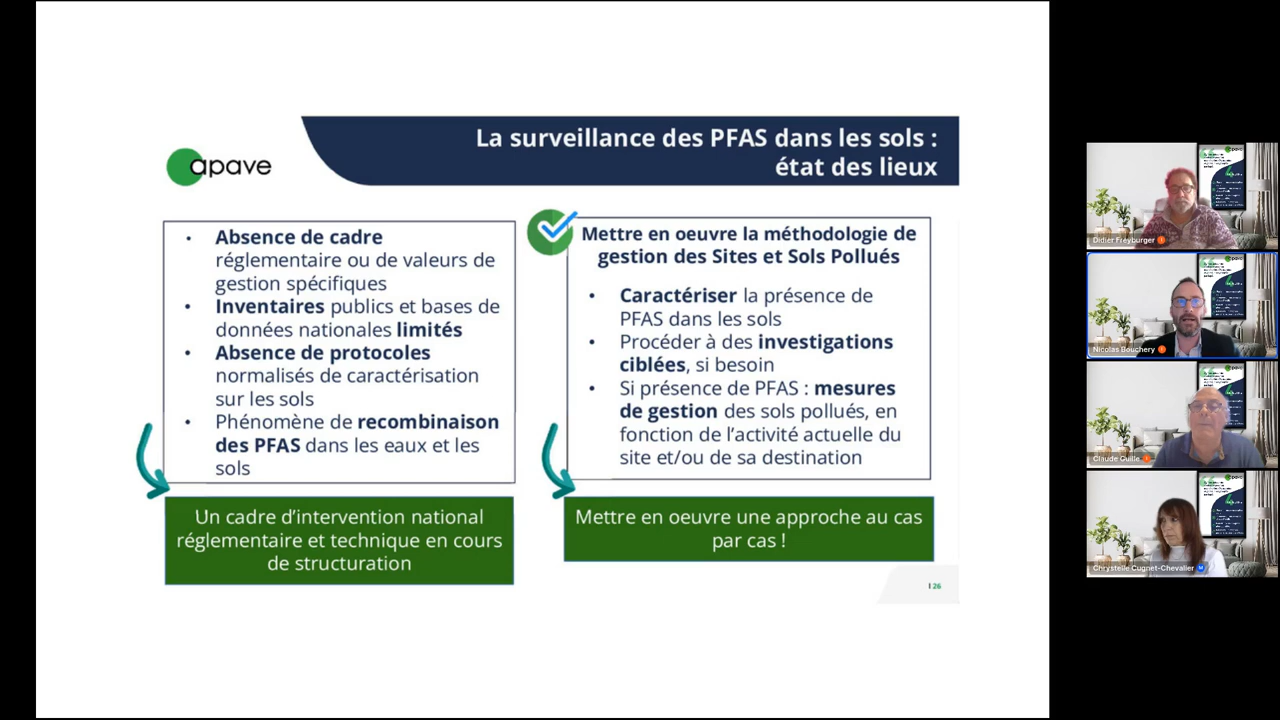 La surveillance des PFAS dans les sols :
état des lieux
apave
• Absence de cadre
réglementaire ou de valeurs de
gestion spécifiques
• Inventaires publics et bases de
données nationales limités
• Absence de protocoles
normalisés de caractérisation
sur les sols
• Phénomène de recombinaison
des PFAS dans les eaux et les
sols
Un cadre d’intervention national
réglementaire et technique en cours
de structuration
Mettre en oeuvre la méthodologie de
gestion des Sites et Sols Pollués
• Caractériser la présence de
PFAS dans les sols
• Procéder à des investigations
ciblées, si besoin
• Si présence de PFAS : mesures
de gestion des sols pollués, en
fonction de l’activité actuelle du
site et/ou de sa destination
Mettre en oeuvre une approche au cas
par cas !
| 26
Didier Freyburger
Nicolas Bouchery
Claude Guille
Chrystelle Cugnet-Chevalier